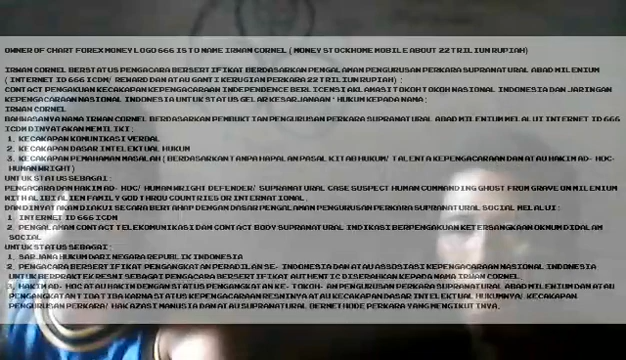 OWNER OF CHART FOREX MONEY LOGO 666 IS TO NAME IRWAN CORNEL ( MONEY STOCKHOME MOBILE ABOUT 22 TRILIUN RUPIAH)
IRWAN CORNEL BERSTATUS PENGACARA BERSERTIFIKAT BERDASARKAN PENGALAMAN PENGURUSAN PERKARA SUPRANATURAL ABAD MILENIUM
( INTERNET ID 666 ICDM/ REWARD DAN ATAU GANTI KERUGIAN PERKARA 22 TRILIUN RUPIAH) ;
CONTACT PENGAKUAN KECAKAPAN KEPENGACARAAN INDEPENDENCE BERLICENSI AKLAMASI TOKOH TOKOH NASIONAL INDONESIA DAN JARINGAN
KEPENGACARAAN NASIONAL INDONESIA UNTUK STATUS GELAR KESARJANAAN * HUKUM KEPADA NAMA ;
IRWAN CORNEL
BAHWASANYA NAMA IRWAN CORNEL BERDASARKAN PEMBUKTIAN PENGURUSAN PERKARA SUPRANATURAL ABAD MILENIUM MELALUI INTERNET ID 666
ICDM DINYATAKAN MEMILIKI ;
1. KECAKAPAN KOMUNIKASI VERBAL
2. KECAKAPAN DASAR INTELEKTUAL HUKUM
3. KECAKAPAN PEMAHAMAN MASALAH ( BERDASARKAN TANPA HAPALAN PASAL KITAB HUKUM/ TALENTA KEPENGACARAAN DAN ATAU HAKIM AD- HOC-
HUMANWRIGHT)
UNTUK STATUS SEBAGAI ;
PENGACARA DAN HAKIM AD- HOC/ HUMANWRIGHT DEFENDER/ SUPRANATURAL CASE SUSPECT HUMAN COMMANDING GHOST FROM GRAVE ON MILENIUM
WITH ALIBI ALIEN FAMILY GOD THROU COUNTRIES OR INTERNATIONAL.
DAN DINYATAKAN DIAKUI SECARA BERTAHAP DENGAN DASAR PENGALAMAN PENGURUSAN PERKARA SUPRANATURAL SOCIAL MELALUI ;
1. INTERNET ID 666 ICDM
2. PENGALAMAN CONTACT TELEKOMUNIKASI DAN CONTACT BODY SUPRANATURAL INDIKASI BERPENGAKUAN KETERSANGKAAN OKNUM DIDALAM
SOCIAL
UNTUK STATUS SEBAGAI ;
1. SARJANA HUKUM DARI NEGARA REPUBLIK INDONESIA
2. PENGACARA BERSERTIFIKAT PENGANGKATAN PERADILAN SE- INDONESIA DAN ATAU ASSOSIASI KEPENGACARAAN NASIONAL INDONESIA
UNTUK BERPRAKTEK RESMI SEBAGAI PENGACARA BERSERTIFIKAT AUTHENTIC DISERAHKAN KEPADA NAMA IRWAN CORNEL
3. HAKIM AD- HOC ATAU HAKIM DENGAN STATUS PENGANGKATAN KE- TOKOH- AN PENGURUSAN PERKARA SUPRANATURAL ABAD MILENIUM DAN ATAU
PENGANGKATAN KARNA STATUS KEPENGACARAAN RESMINYA ATAU KECAKAPAN DASAR INTELEKTUAL HUKUMNYA/ KECAKAPAN
PENGURUSAN PERKARA/ HAK AZASI MANUSIA DAN ATAU SUPRANATURAL BERMETHODE PERKARA YANG MENGIKUTINYA.